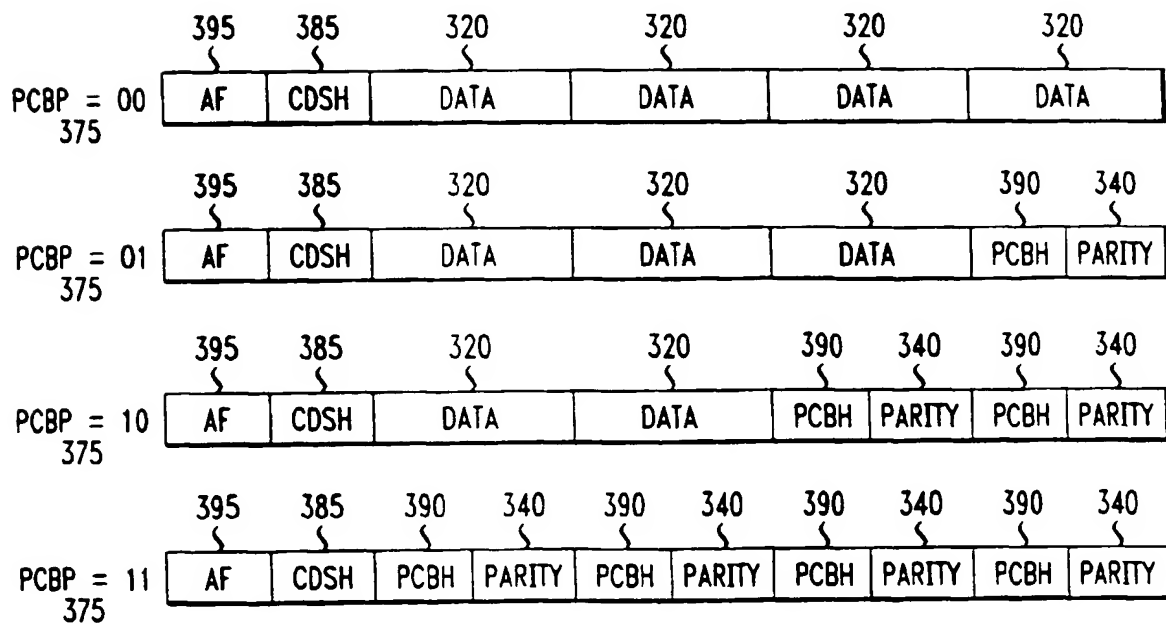 395 385 320 320 320 320
PCBP = 00 AF CDSH DATA DATA DATA DATA
375
395 385 320 320 320 390 340
PCBP = 01 AF CDSH DATA DATA DATA PCBH PARITY
375
395 385 320 320 390 340 390 340
PCBP = 10 AF CDSH DATA DATA PCBH PARITY PCBH PARITY
375
395 385 390 340 390 340 390 340 390 340
PCBP = 11 AF CDSH PCBH PARITY PCBH PARITY PCBH PARITY PCBH PARITY
375